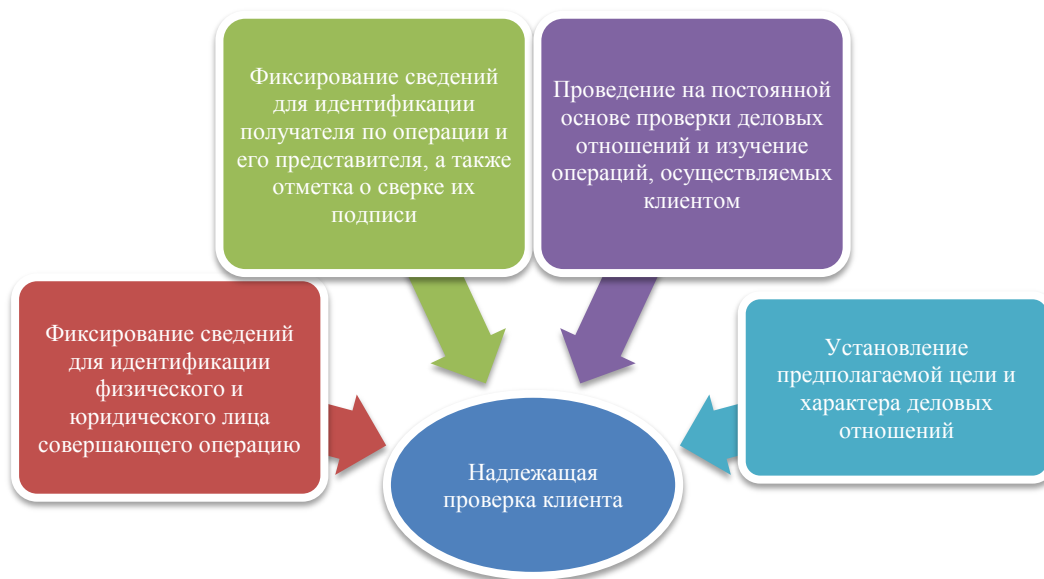 Фиксирование сведений
для идентификации
получателя по операции и
его представителя, а также
отметка о сверке их
подписи
Проведение на постоянной
основе проверки деловых
отношений и изучение
операций, осуществляемых
клиентом
Фиксирование сведений
для идентификации
физического и
юридического лица
совершающего операцию
Установление
предполагаемой цели и
характера деловых
отношений
Надлежащая
проверка клиента